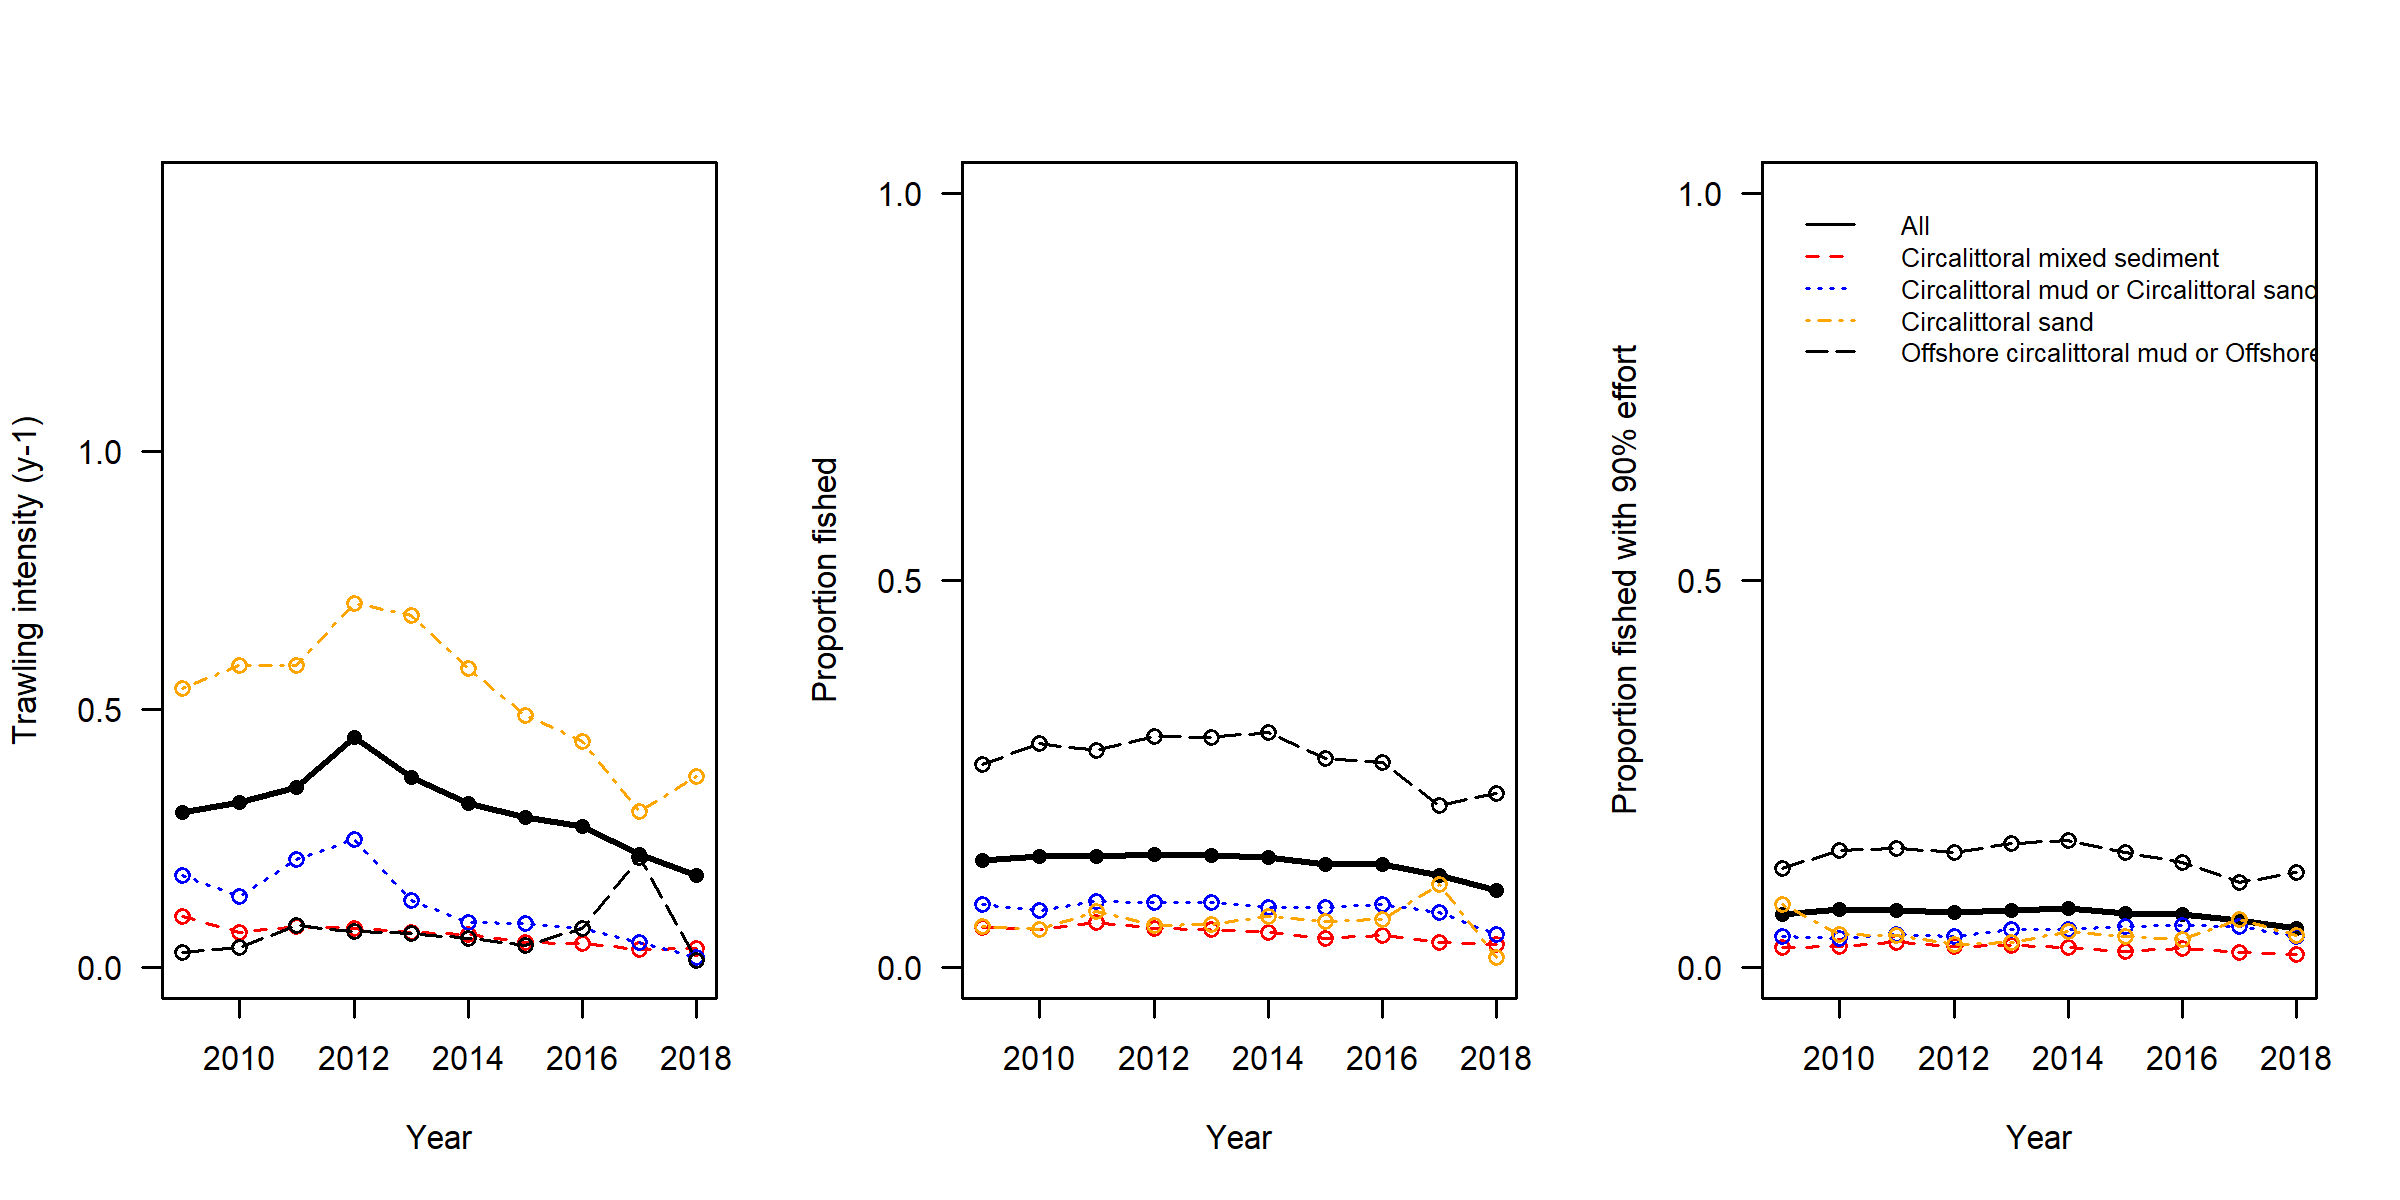 Trawling intensity (y-1)
1.0
0.5
0.0
2010 2012 2014 2016 2018
Year
Proportion fished
1.0
0.5
0.0
2010 2012 2014 2016 2018
Year
Proportion fished with 90% effort
1.0
0.5
0.0
All
Circalittoral mixed sediment
Circalittoral mud or Circalittoral sand
Circalittoral sand
Offshore circalittoral mud or Offshore
2010 2012 2014 2016 2018
Year